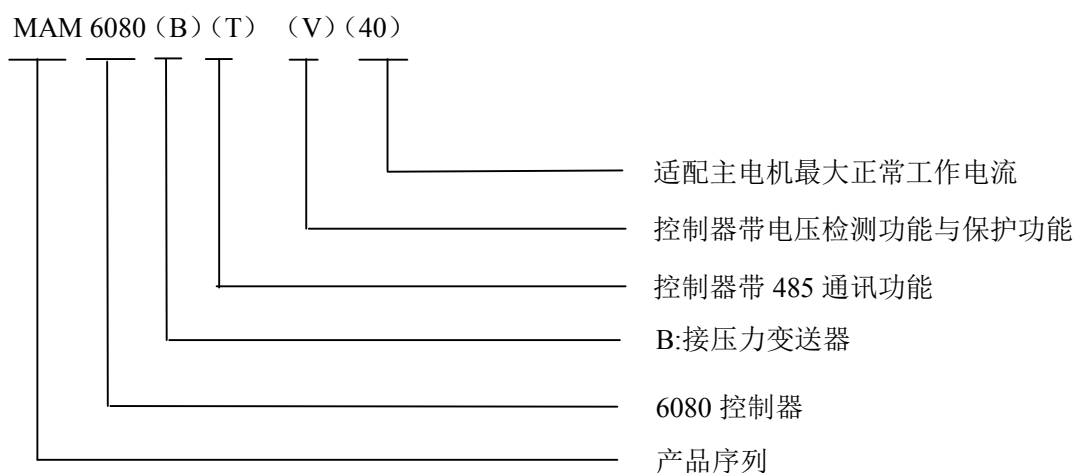 MAM 6080（B）（T） （V）（40）
适配主电机最大正常工作电流
控制器带电压检测功能与保护功能
控制器带 485 通讯功能
B:接压力变送器
6080 控制器
产品序列